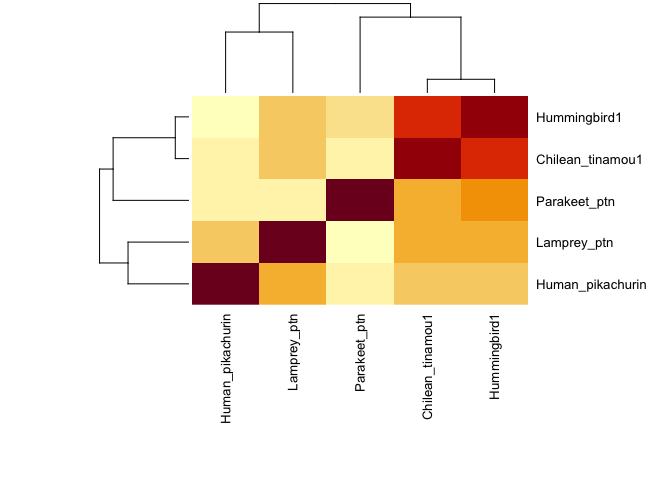 Hummingbird1
Chilean_tinamou1
Parakeet_ptn
Lamprey_ptn
Human_pikachurin
Human_pikachurin
Lamprey_ptn
Parakeet_ptn
Chilean_tinamou1
Hummingbird1